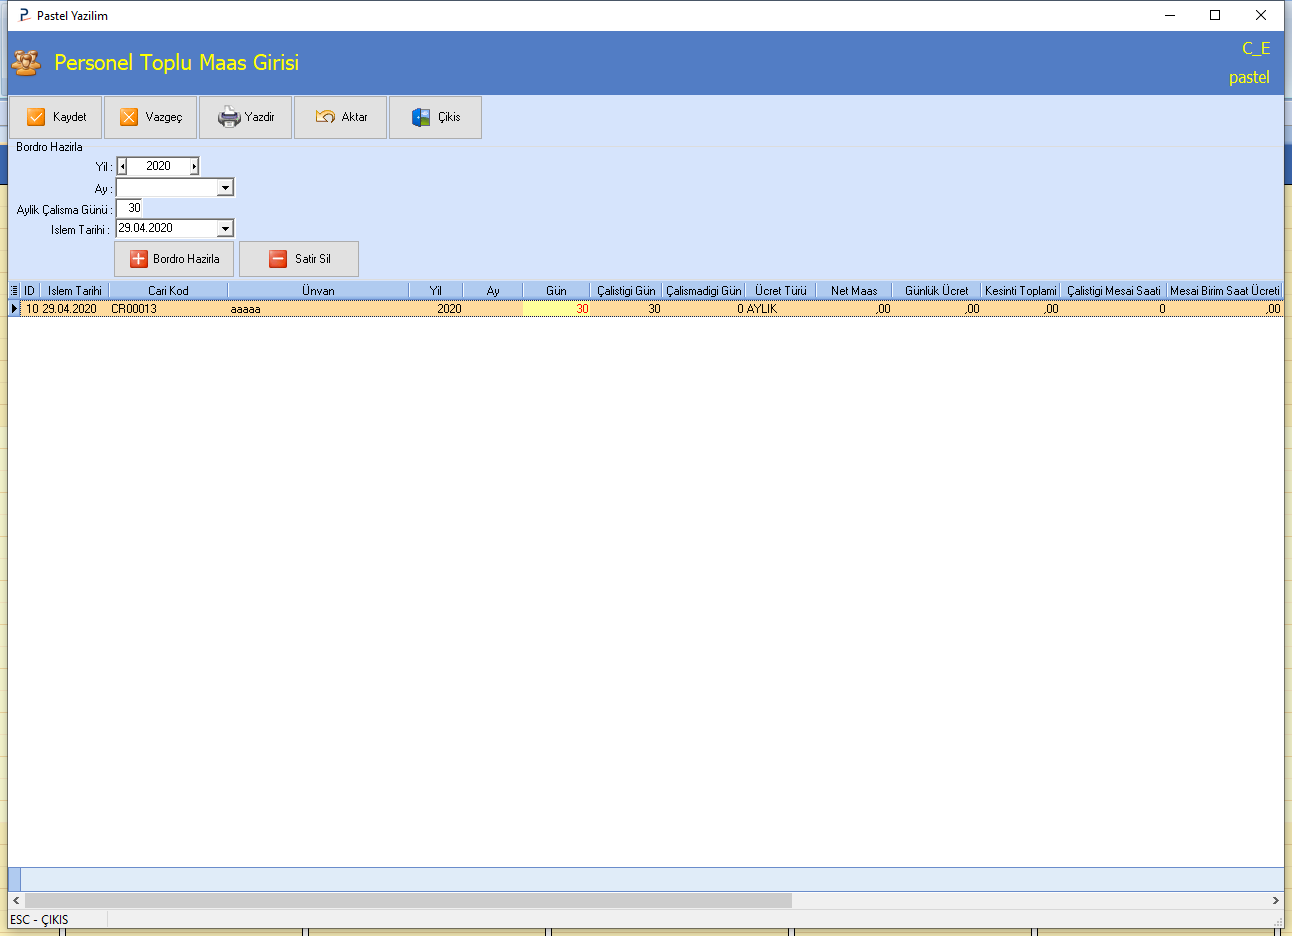 Pastel Yazilim
Personel Toplu Maas Girisi
C_E
pastel
Kaydet Vazgeç Yazdir Aktar Çikis
Bordro Hazirla
Yil : 2020
Ay :
Aylik Çalisma Günü : 30
Islem Tarihi : 29.04.2020
Bordro Hazirla Satir Sil
ID Islem Tarihi Cari Kod Ünvan Yil Ay Gün Çalistigi Gün Çalismadigi Gün Ücret Türü Net Maas Günlük Ücret Kesinti Toplami Çalistigi Mesai Saati Mesai Birim Saat Ücreti
10 29.04.2020 CR00013 aaaaa 2020 30 30 0 AYLIK ,00 ,00 ,00 0 ,00
ESC - ÇIKIS